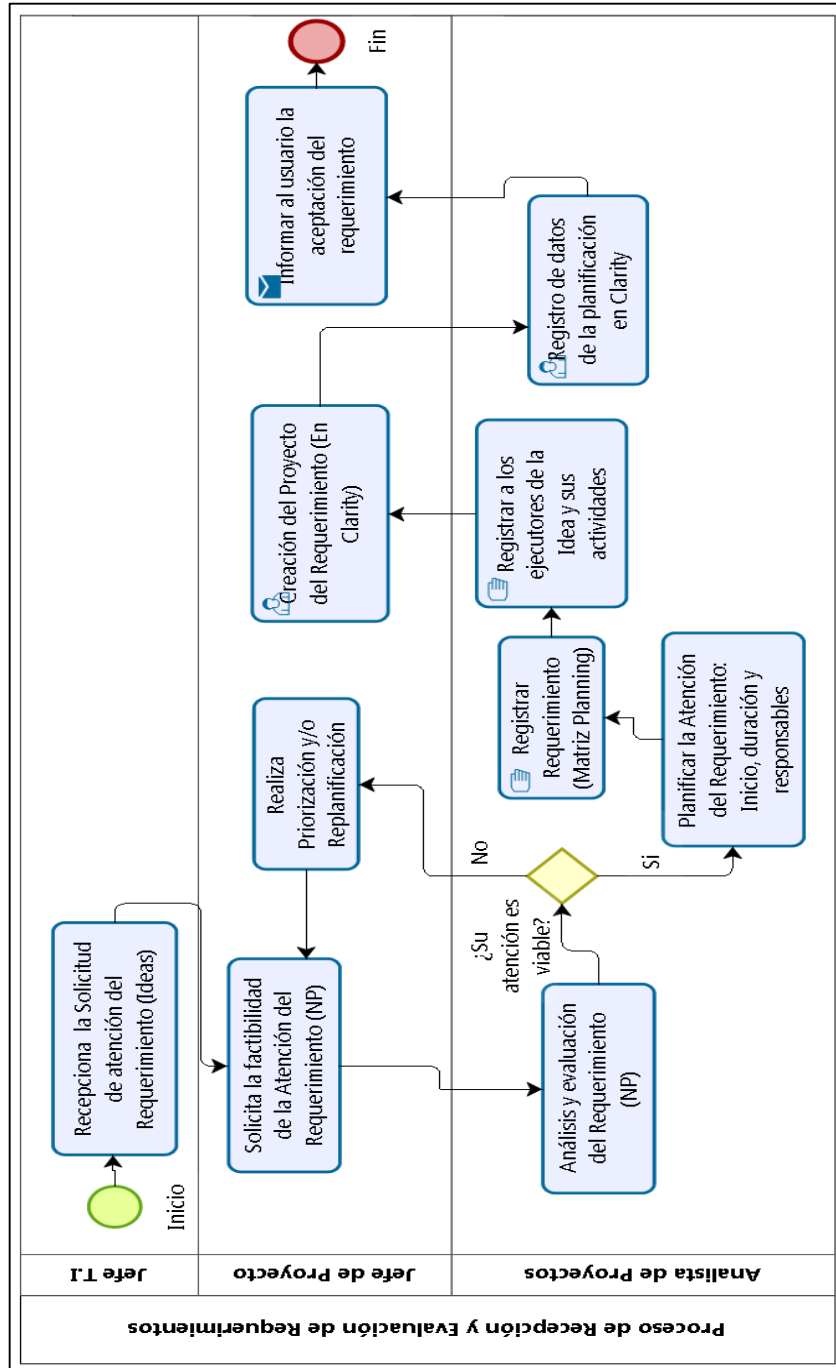 Proceso de Recepción y Evaluación de Requerimientos
Jefe T.I
Inicio
Recepciona la Solicitud
de atención del
Requerimiento (Ideas)
Jefe de Proyecto
Solicita la factibilidad
de la Atención del
Requerimiento (NP)
Realiza
Priorización y/o
Replanificación
Creación del Proyecto
del Requerimiento (En
Clarity)
Informar al usuario la
aceptación del
requerimiento
Fin
Analista de Proyectos
Análisis y evaluación
del Requerimiento
(NP)
¿Su
atención es
viable?
No
Si
Planificar la Atención
del Requerimiento:
Inicio, duración y
responsables
Registrar
Requerimiento
(Matriz Planning)
Registrar a los
ejecutores de la
Idea y sus
actividades
Registro de datos
de la planificación
en Clarity